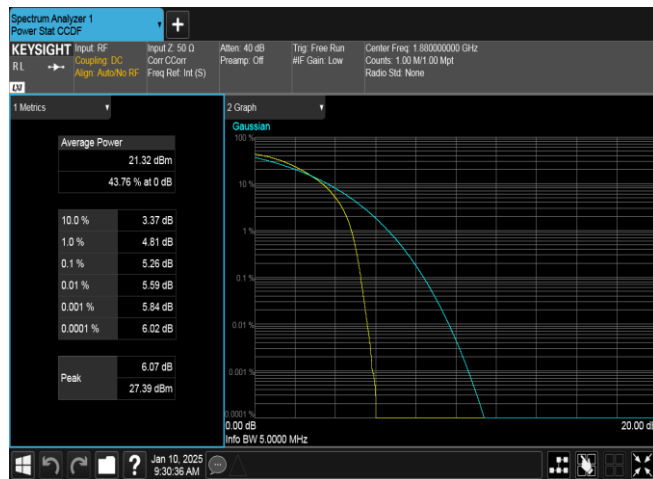 Spectrum Analyzer 1
Power Stat CCDF
+
KEYSIGHT
Input: RF
Coupling: DC
Align: Auto/No RF
Input Z: 50 Ω
Corr CCorr
Freq Ref: Int (S)
Atten: 40 dB
Preamp: Off
Trig: Free Run
#IF Gain: Low
Center Freq: 1.880000000 GHz
Counts: 1.00 M/1.00 Mpt
Radio Std: None
R L
LXI
1 Metrics
Average Power
21.32 dBm
43.76 % at 0 dB
10.0 % 3.37 dB
1.0 % 4.81 dB
0.1 % 5.26 dB
0.01 % 5.59 dB
0.001 % 5.84 dB
0.0001 % 6.02 dB
Peak
6.07 dB
27.39 dBm
2 Graph
Gaussian
100 %
10 %
1 %
0.1 %
0.01 %
0.001 %
0.0001 %
0.00 dB
20.00 dB
Info BW 5.0000 MHz
?
Jan 10, 2025
9:30:36 AM